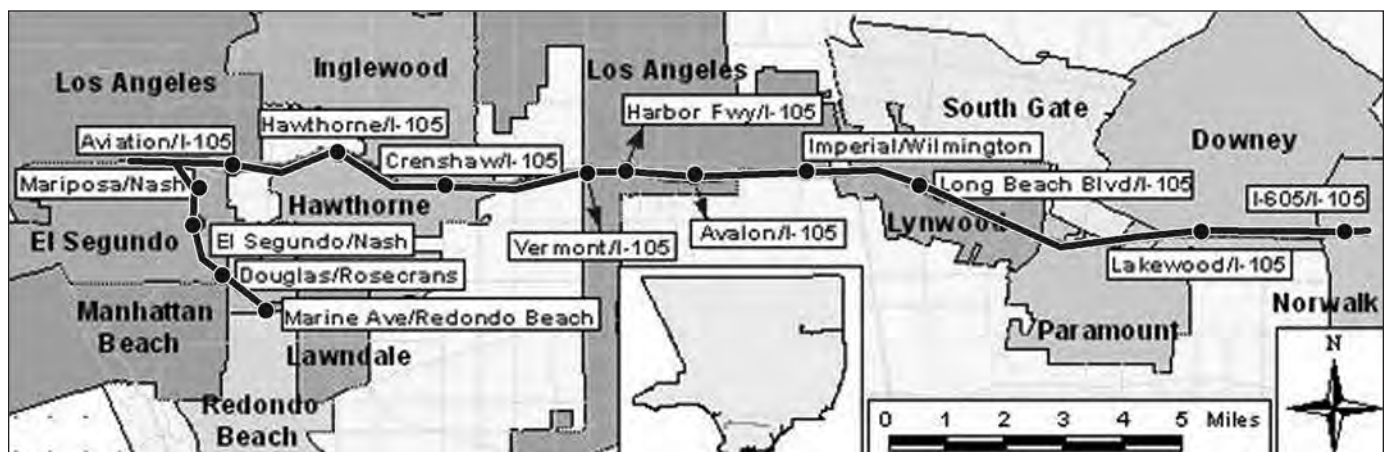 Los Angeles
Inglewood
Los Angeles
Harbor Fwy/I-105
South Gate
Downey
Aviation/I-105
Hawthorne/I-105
Crenshaw/I-105
Imperial/Wilmington
Mariposa/Nash
Hawthorne
Long Beach Blvd/I-105
I-605/I-105
El Segundo
El Segundo/Nash
Vermont/I-105
Avalon/I-105
Lynwood
Lakewood/I-105
Douglas/Rosecrans
Manhattan
Beach
Marine Ave/Redondo Beach
Lawndale
Paramount
Norwalk
Redondo
Beach
0 1 2 3 4 5 Miles
N